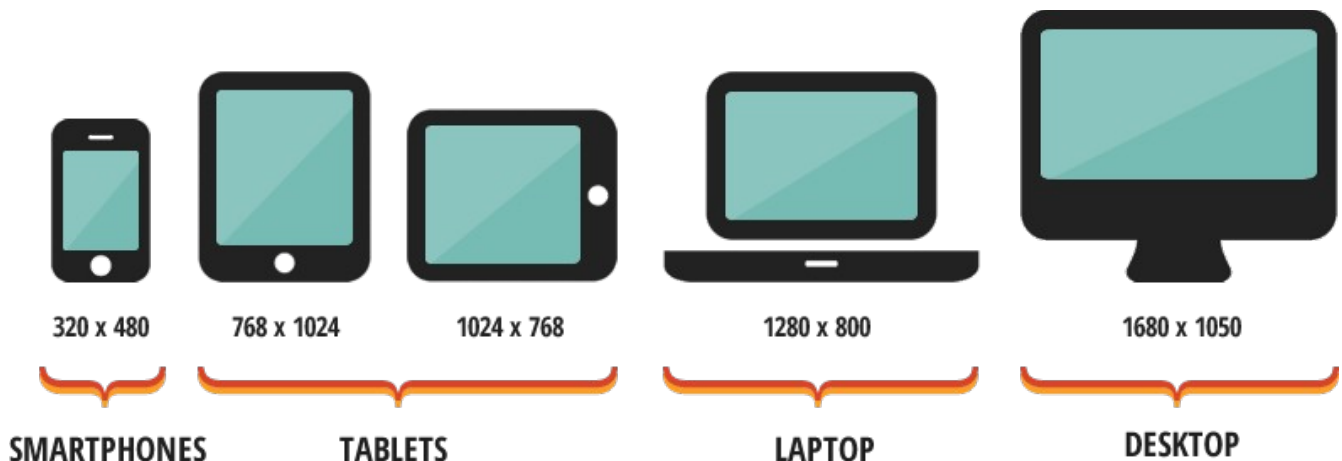 320 x 480
768 x 1024
1024 x 768
1280 x 800
1680 x 1050
SMARTPHONES
TABLETS
LAPTOP
DESKTOP